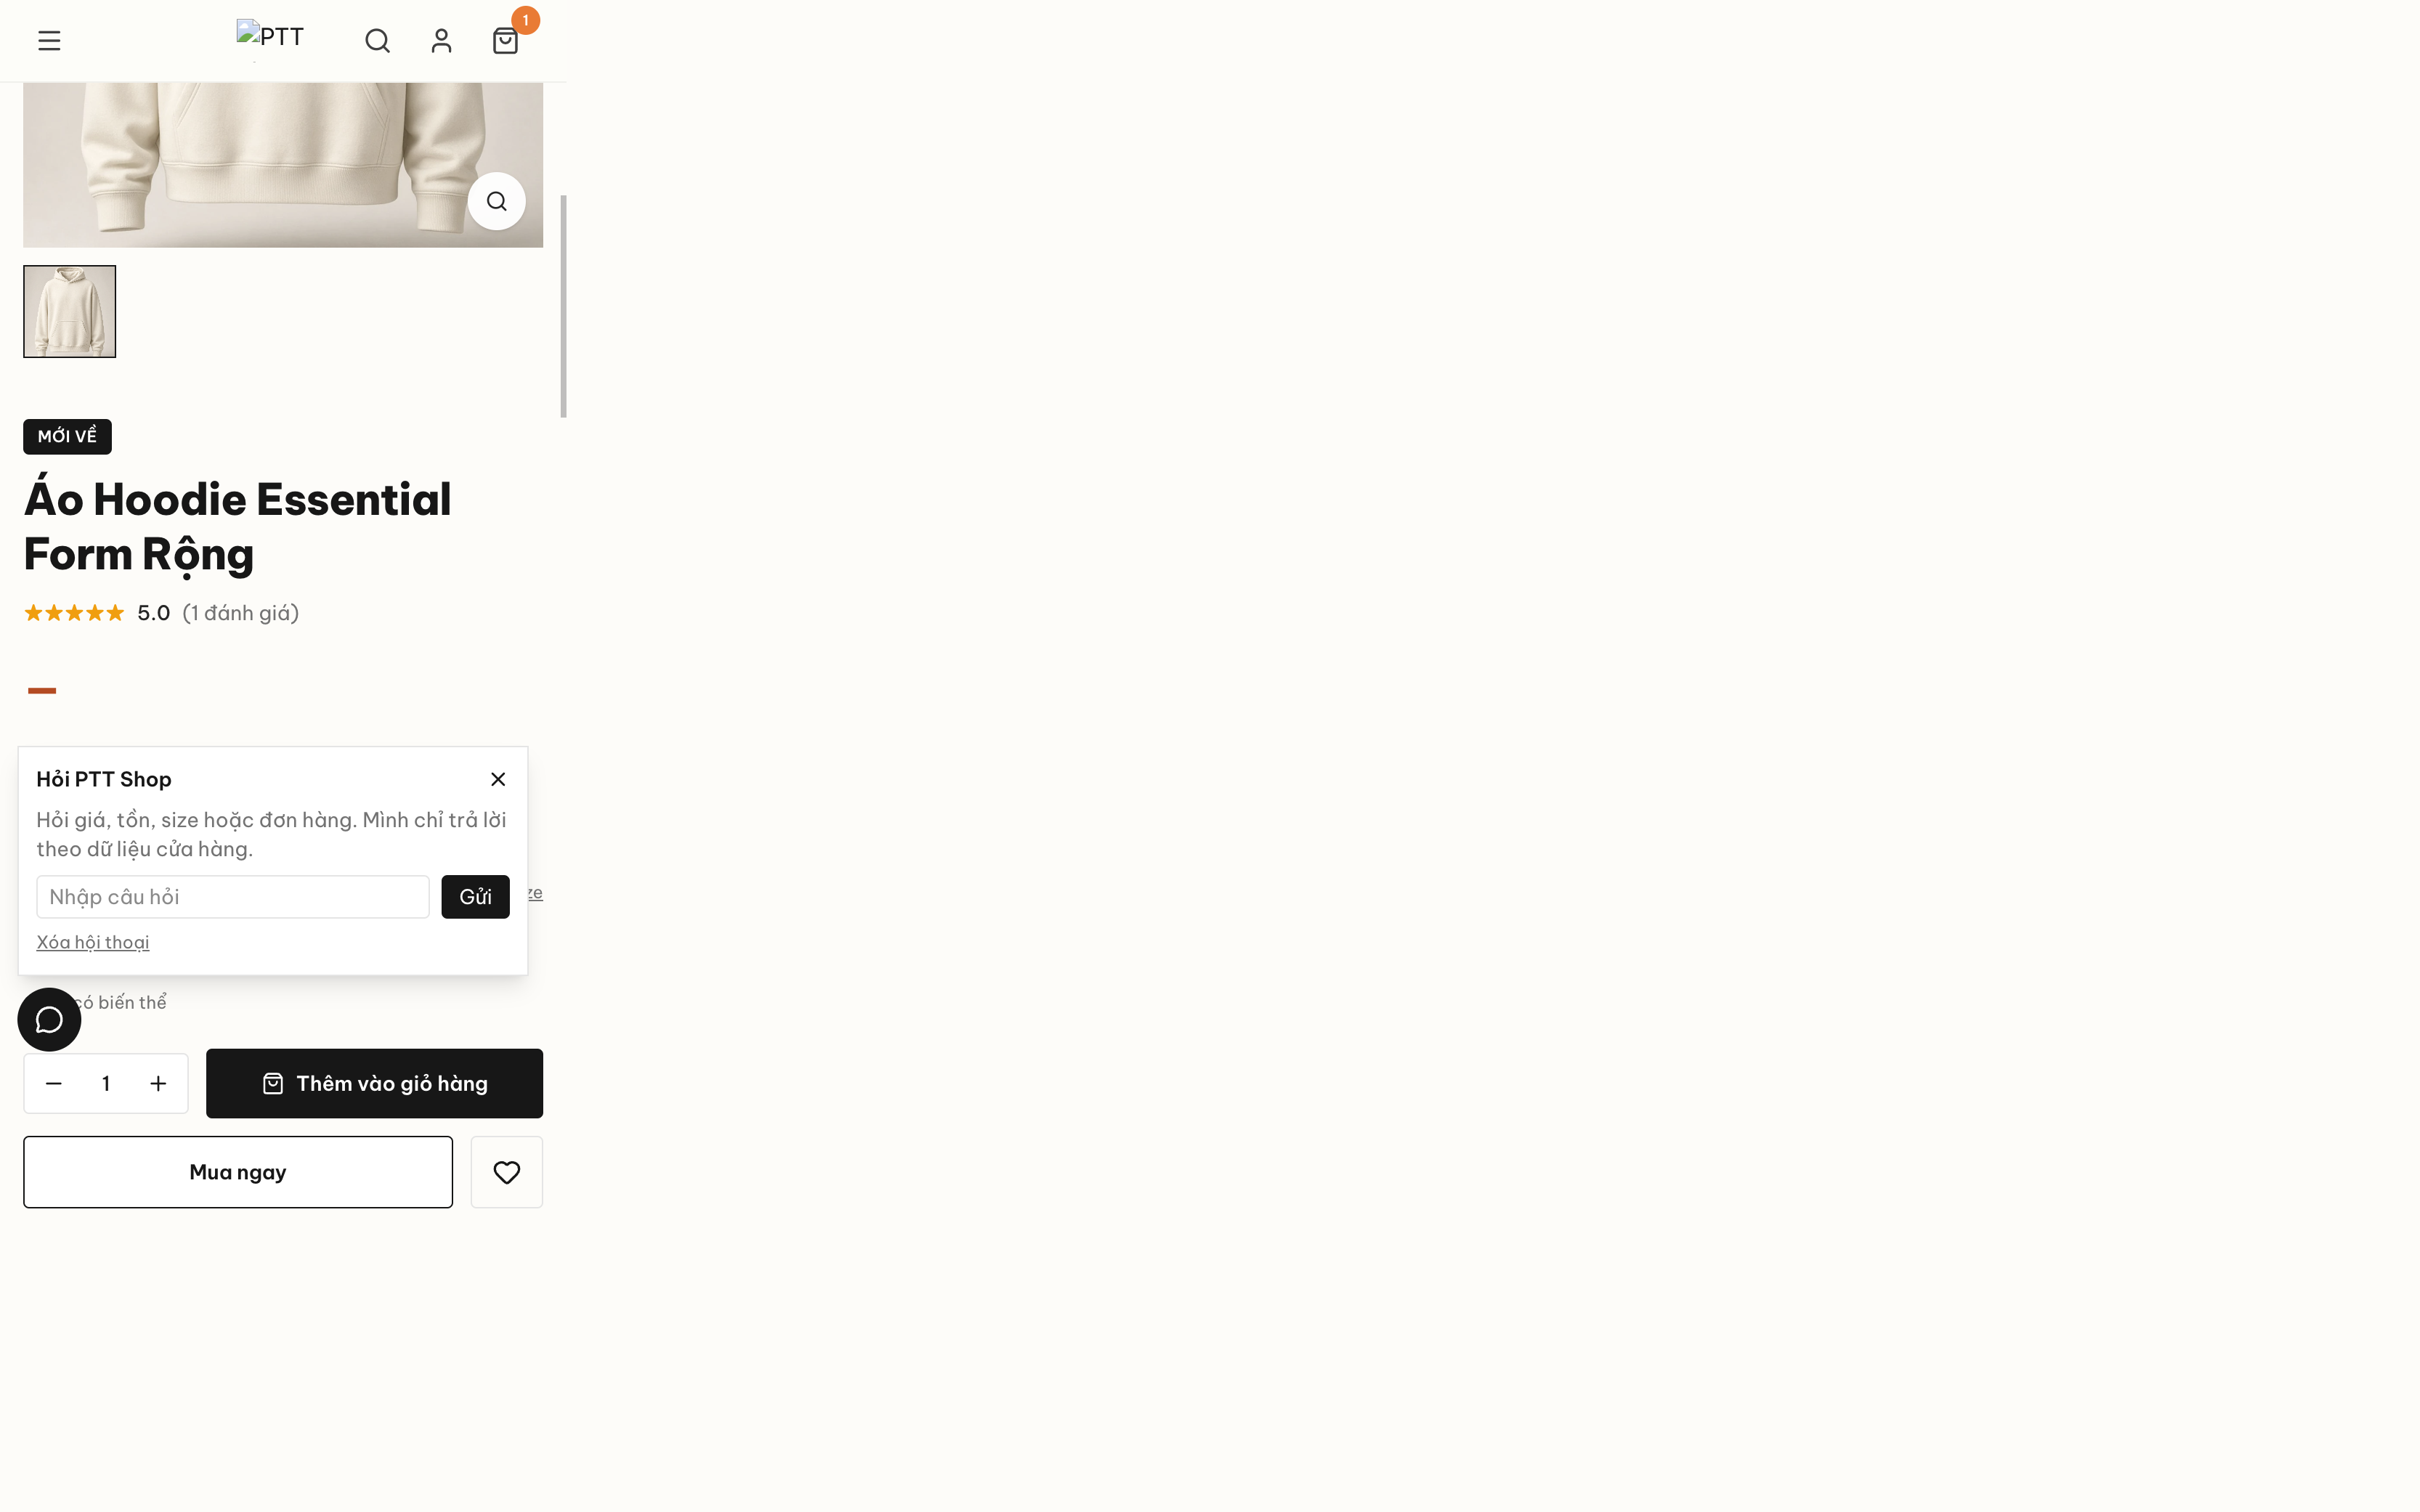 PTT
1
MỚI VỀ
Áo Hoodie Essential
Form Rộng
5.0 (1 đánh giá)
—
Hỏi PTT Shop
Hỏi giá, tồn, size hoặc đơn hàng. Mình chỉ trả lời
theo dữ liệu cửa hàng.
Nhập câu hỏi
Gửi
ze
Xóa hội thoại
có biến thể
1
Thêm vào giỏ hàng
Mua ngay